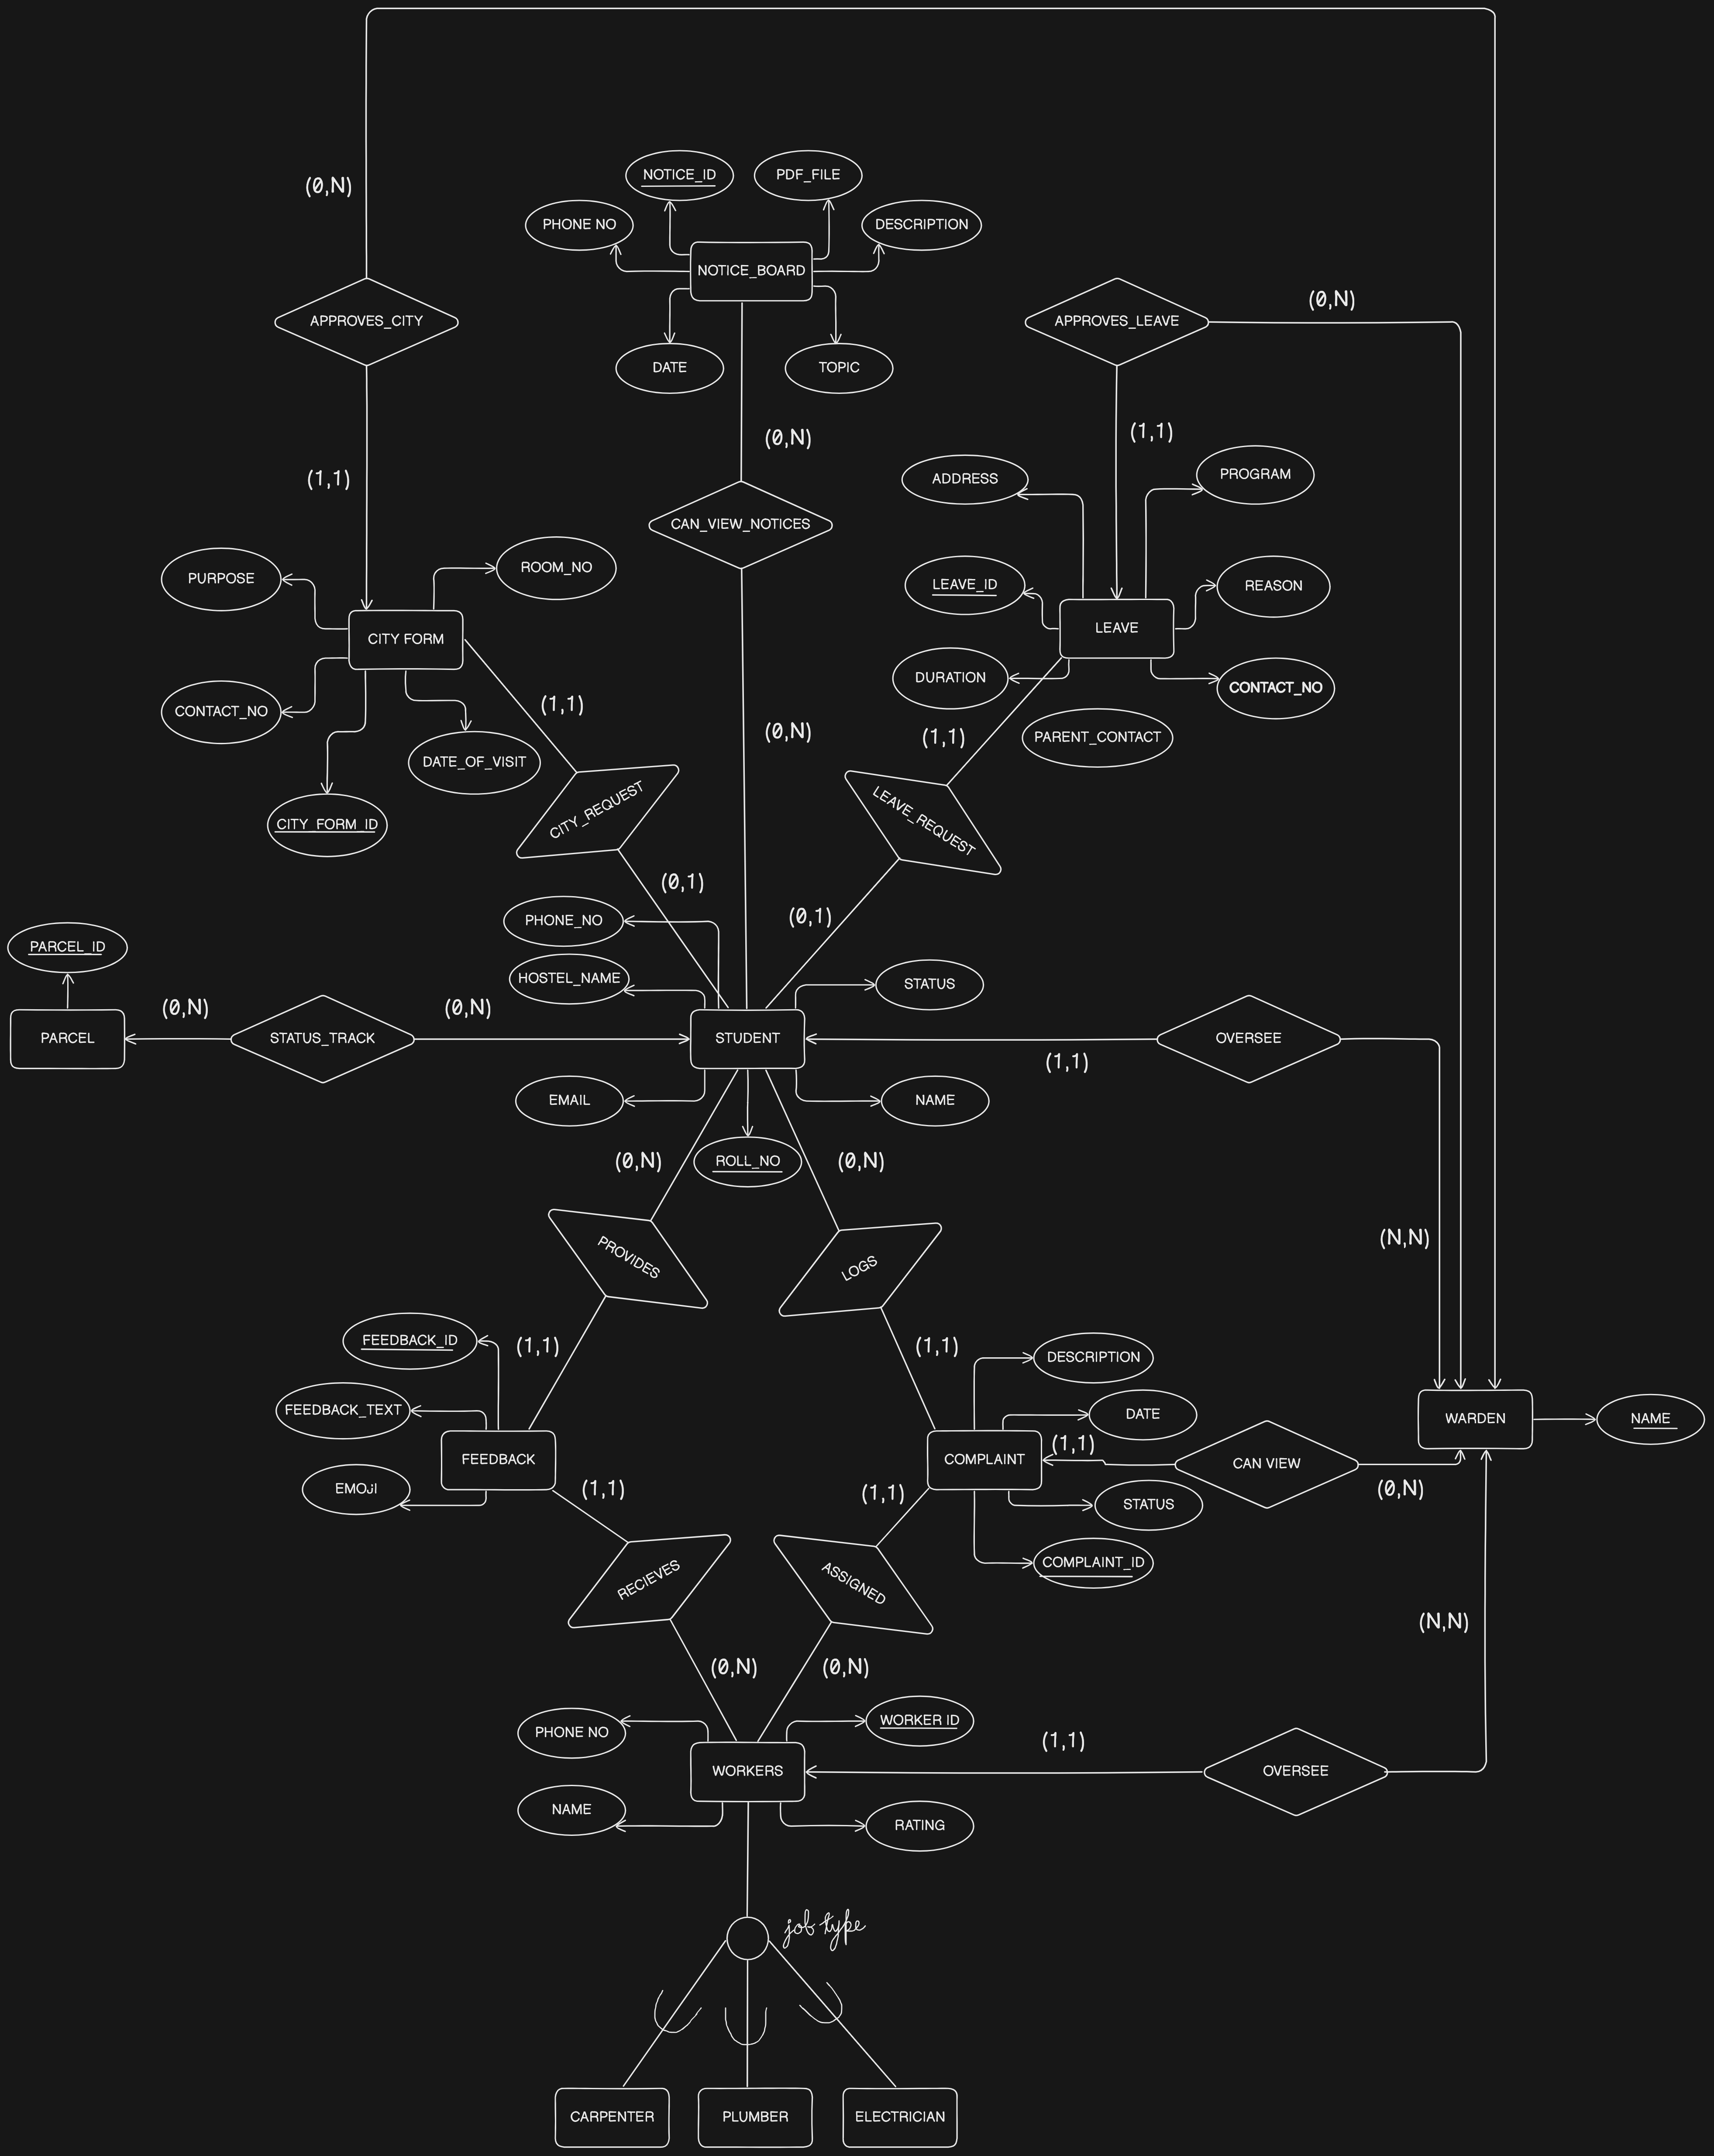 (0,N)
NOTICE_ID
PDF_FILE
PHONE NO
DESCRIPTION
NOTICE_BOARD
APPROVES_CITY
APPROVES_LEAVE
(0,N)
DATE
TOPIC
(0,N)
(1,1)
(1,1)
ADDRESS
PROGRAM
CAN_VIEW_NOTICES
PURPOSE
ROOM_NO
LEAVE_ID
REASON
CITY FORM
LEAVE
DURATION
CONTACT_NO
CONTACT_NO
(1,1)
(0,N)
(1,1)
PARENT_CONTACT
DATE_OF_VISIT
CITY_FORM_ID
CITY_REQUEST
LEAVE_REQUEST
(0,1)
(0,1)
PHONE_NO
PARCEL_ID
HOSTEL_NAME
STATUS
(0,N)
(0,N)
PARCEL
STATUS_TRACK
STUDENT
OVERSEE
(1,1)
EMAIL
NAME
(0,N)
ROLL_NO
(0,N)
(N,N)
PROVIDES
LOGS
FEEDBACK_ID
(1,1)
(1,1)
DESCRIPTION
FEEDBACK_TEXT
DATE
WARDEN
NAME
(1,1)
FEEDBACK
COMPLAINT
CAN VIEW
EMOJI
(1,1)
(1,1)
STATUS
(0,N)
COMPLAINT_ID
RECIEVES
ASSIGNED
(N,N)
(0,N)
(0,N)
PHONE NO
WORKER ID
(1,1)
WORKERS
OVERSEE
NAME
RATING
job type
CARPENTER
PLUMBER
ELECTRICIAN